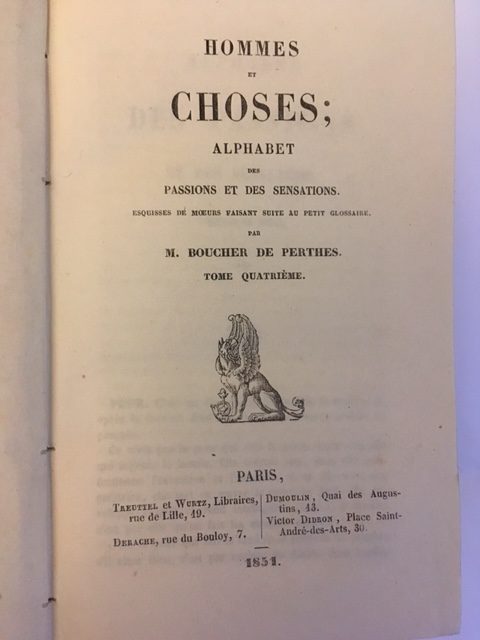 HOMMES
ET
CHOSES;
ALPHABET
DES
PASSIONS ET DES SENSATIONS.
ESQUISSES DE MŒURS FAISANT SUITE AU PETIT GLOSSAIRE.
PAR
M. BOUCHER DE PERTHES.
TOME QUATRIÈME.
PARIS,
TREUTTEL et WURTZ, Libraires,
rue de Lille, 19.
DERACHE, rue du Bouloy, 7.
DUMOULIN, Quai des Augus-
tins, 13.
VICTOR DIDRON, Place Saint-
André-des-Arts, 30.
1851.